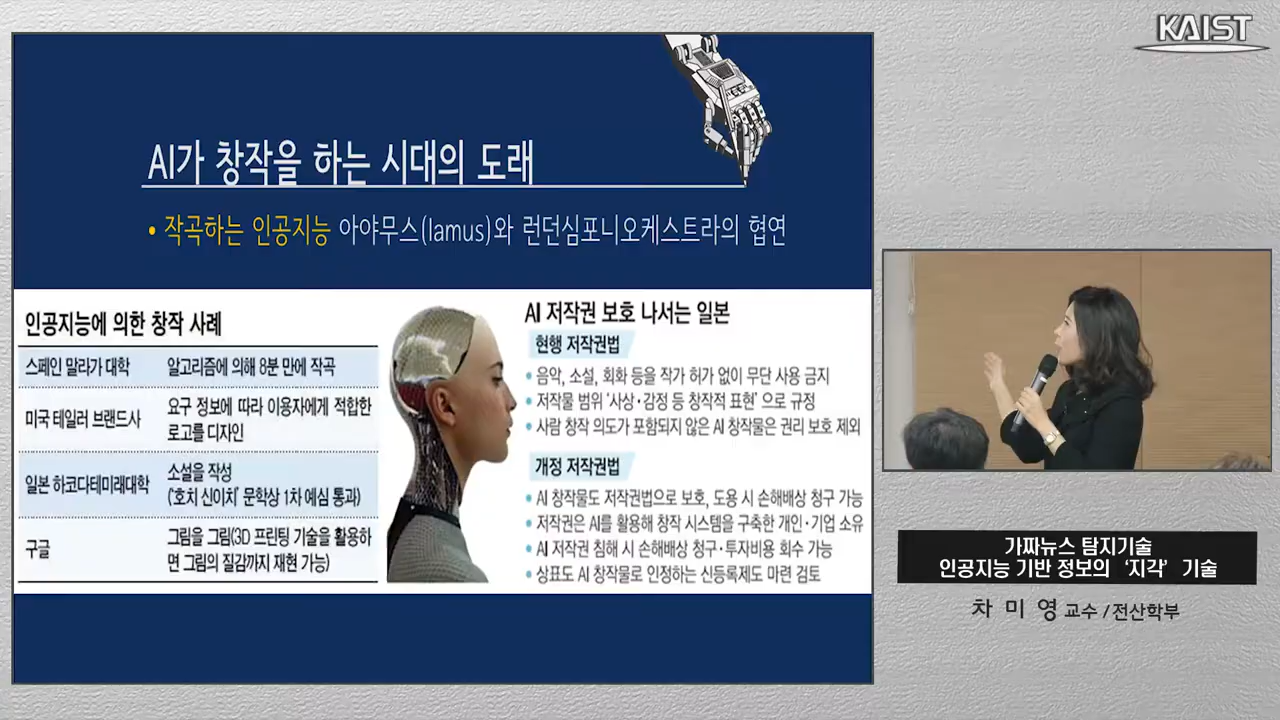 KAIST
AI가 창작을 하는 시대의 도래
• 작곡하는 인공지능 아야무스(Iamus)와 런던심포니오케스트라의 협연
인공지능에 의한 창작 사례
스페인 말라가 대학 알고리즘에 의해 8분 만에 작곡
미국 테일러 브랜드사 요구 정보에 따라 이용자에게 적합한
로고를 디자인
일본 하코다테미래대학 소설을 작성
('호치 신이치' 문학상 1차 예심 통과)
구글 그림을 그림(3D 프린팅 기술을 활용하
면 그림의 질감까지 재현 가능)
AI 저작권 보호 나서는 일본
현행 저작권법
• 음악, 소설, 회화 등을 작가 허가 없이 무단 사용 금지
• 저작물 범위 '사상·감정 등 창작적 표현'으로 규정
• 사람 창작 의도가 포함되지 않은 AI 창작물은 권리 보호 제외
개정 저작권법
• AI 창작물도 저작권법으로 보호, 도용 시 손해배상 청구 가능
• 저작권은 AI를 활용해 창작 시스템을 구축한 개인·기업 소유
• AI 저작권 침해 시 손해배상 청구·투자비용 회수 가능
• 상표도 AI 창작물로 인정하는 신등록제도 마련 검토
가짜뉴스 탐지기술
인공지능 기반 정보의 '지각' 기술
차 미 영 교수 / 전산학부